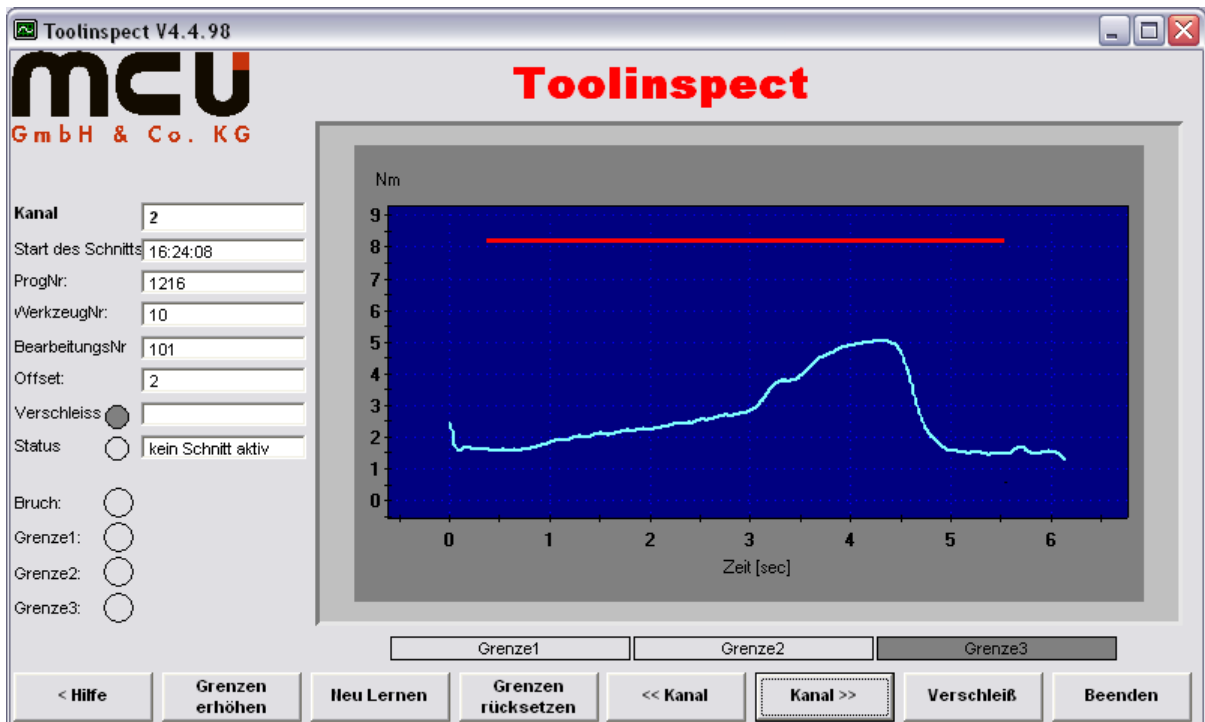 Toolinspect V4.4.98
mcu
GmbH & Co. KG
Toolinspect
Kanal 2
Start des Schnitts 16:24:08
ProgNr: 1216
WerkzeugNr: 10
BearbeitungsNr 101
Offset: 2
Verschleiss
Status kein Schnitt aktiv
Bruch:
Grenze1:
Grenze2:
Grenze3:
Nm
9
8
7
6
5
4
3
2
1
0
0 1 2 3 4 5 6
Zeit [sec]
Grenze1 Grenze2 Grenze3
< Hilfe
Grenzen
erhöhen
Neu Lernen
Grenzen
rücksetzen
<< Kanal
Kanal >>
Verschleiß
Beenden